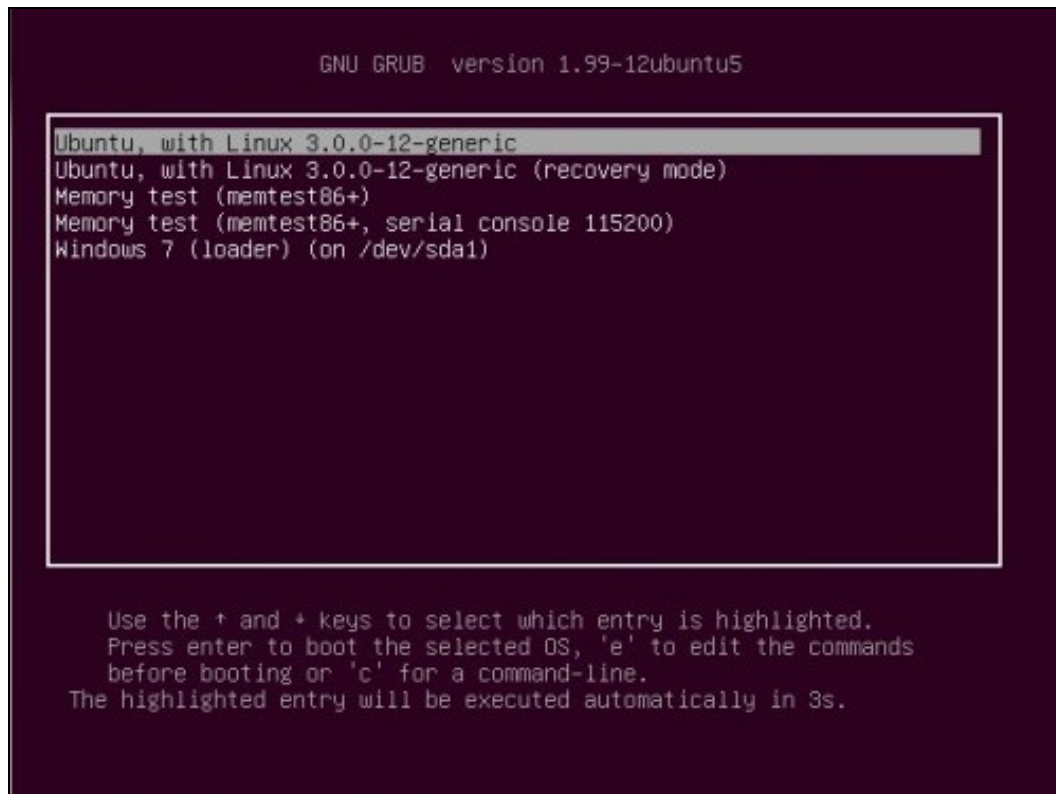 GNU GRUB  version 1.99-12ubuntu5
Ubuntu, with Linux 3.0.0-12-generic
Ubuntu, with Linux 3.0.0-12-generic (recovery mode)
Memory test (memtest86+)
Memory test (memtest86+, serial console 115200)
Windows 7 (loader) (on /dev/sda1)
Use the ↑ and ↓ keys to select which entry is highlighted.
Press enter to boot the selected OS, 'e' to edit the commands
before booting or 'c' for a command-line.
The highlighted entry will be executed automatically in 3s.